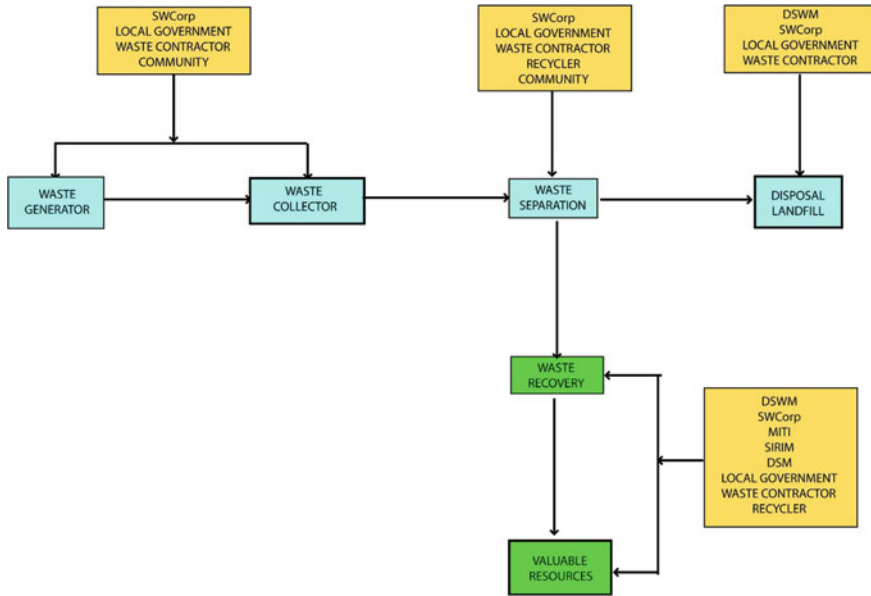 SWCorp
LOCAL GOVERNMENT
WASTE CONTRACTOR
COMMUNITY
SWCorp
LOCAL GOVERNMENT
WASTE CONTRACTOR
RECYCLER
COMMUNITY
DSWM
SWCorp
LOCAL GOVERNMENT
WASTE CONTRACTOR
WASTE
GENERATOR
WASTE
COLLECTOR
WASTE
SEPARATION
DISPOSAL
LANDFILL
WASTE
RECOVERY
DSWM
SWCorp
MITI
SIRIM
DSM
LOCAL GOVERNMENT
WASTE CONTRACTOR
RECYCLER
VALUABLE
RESOURCES